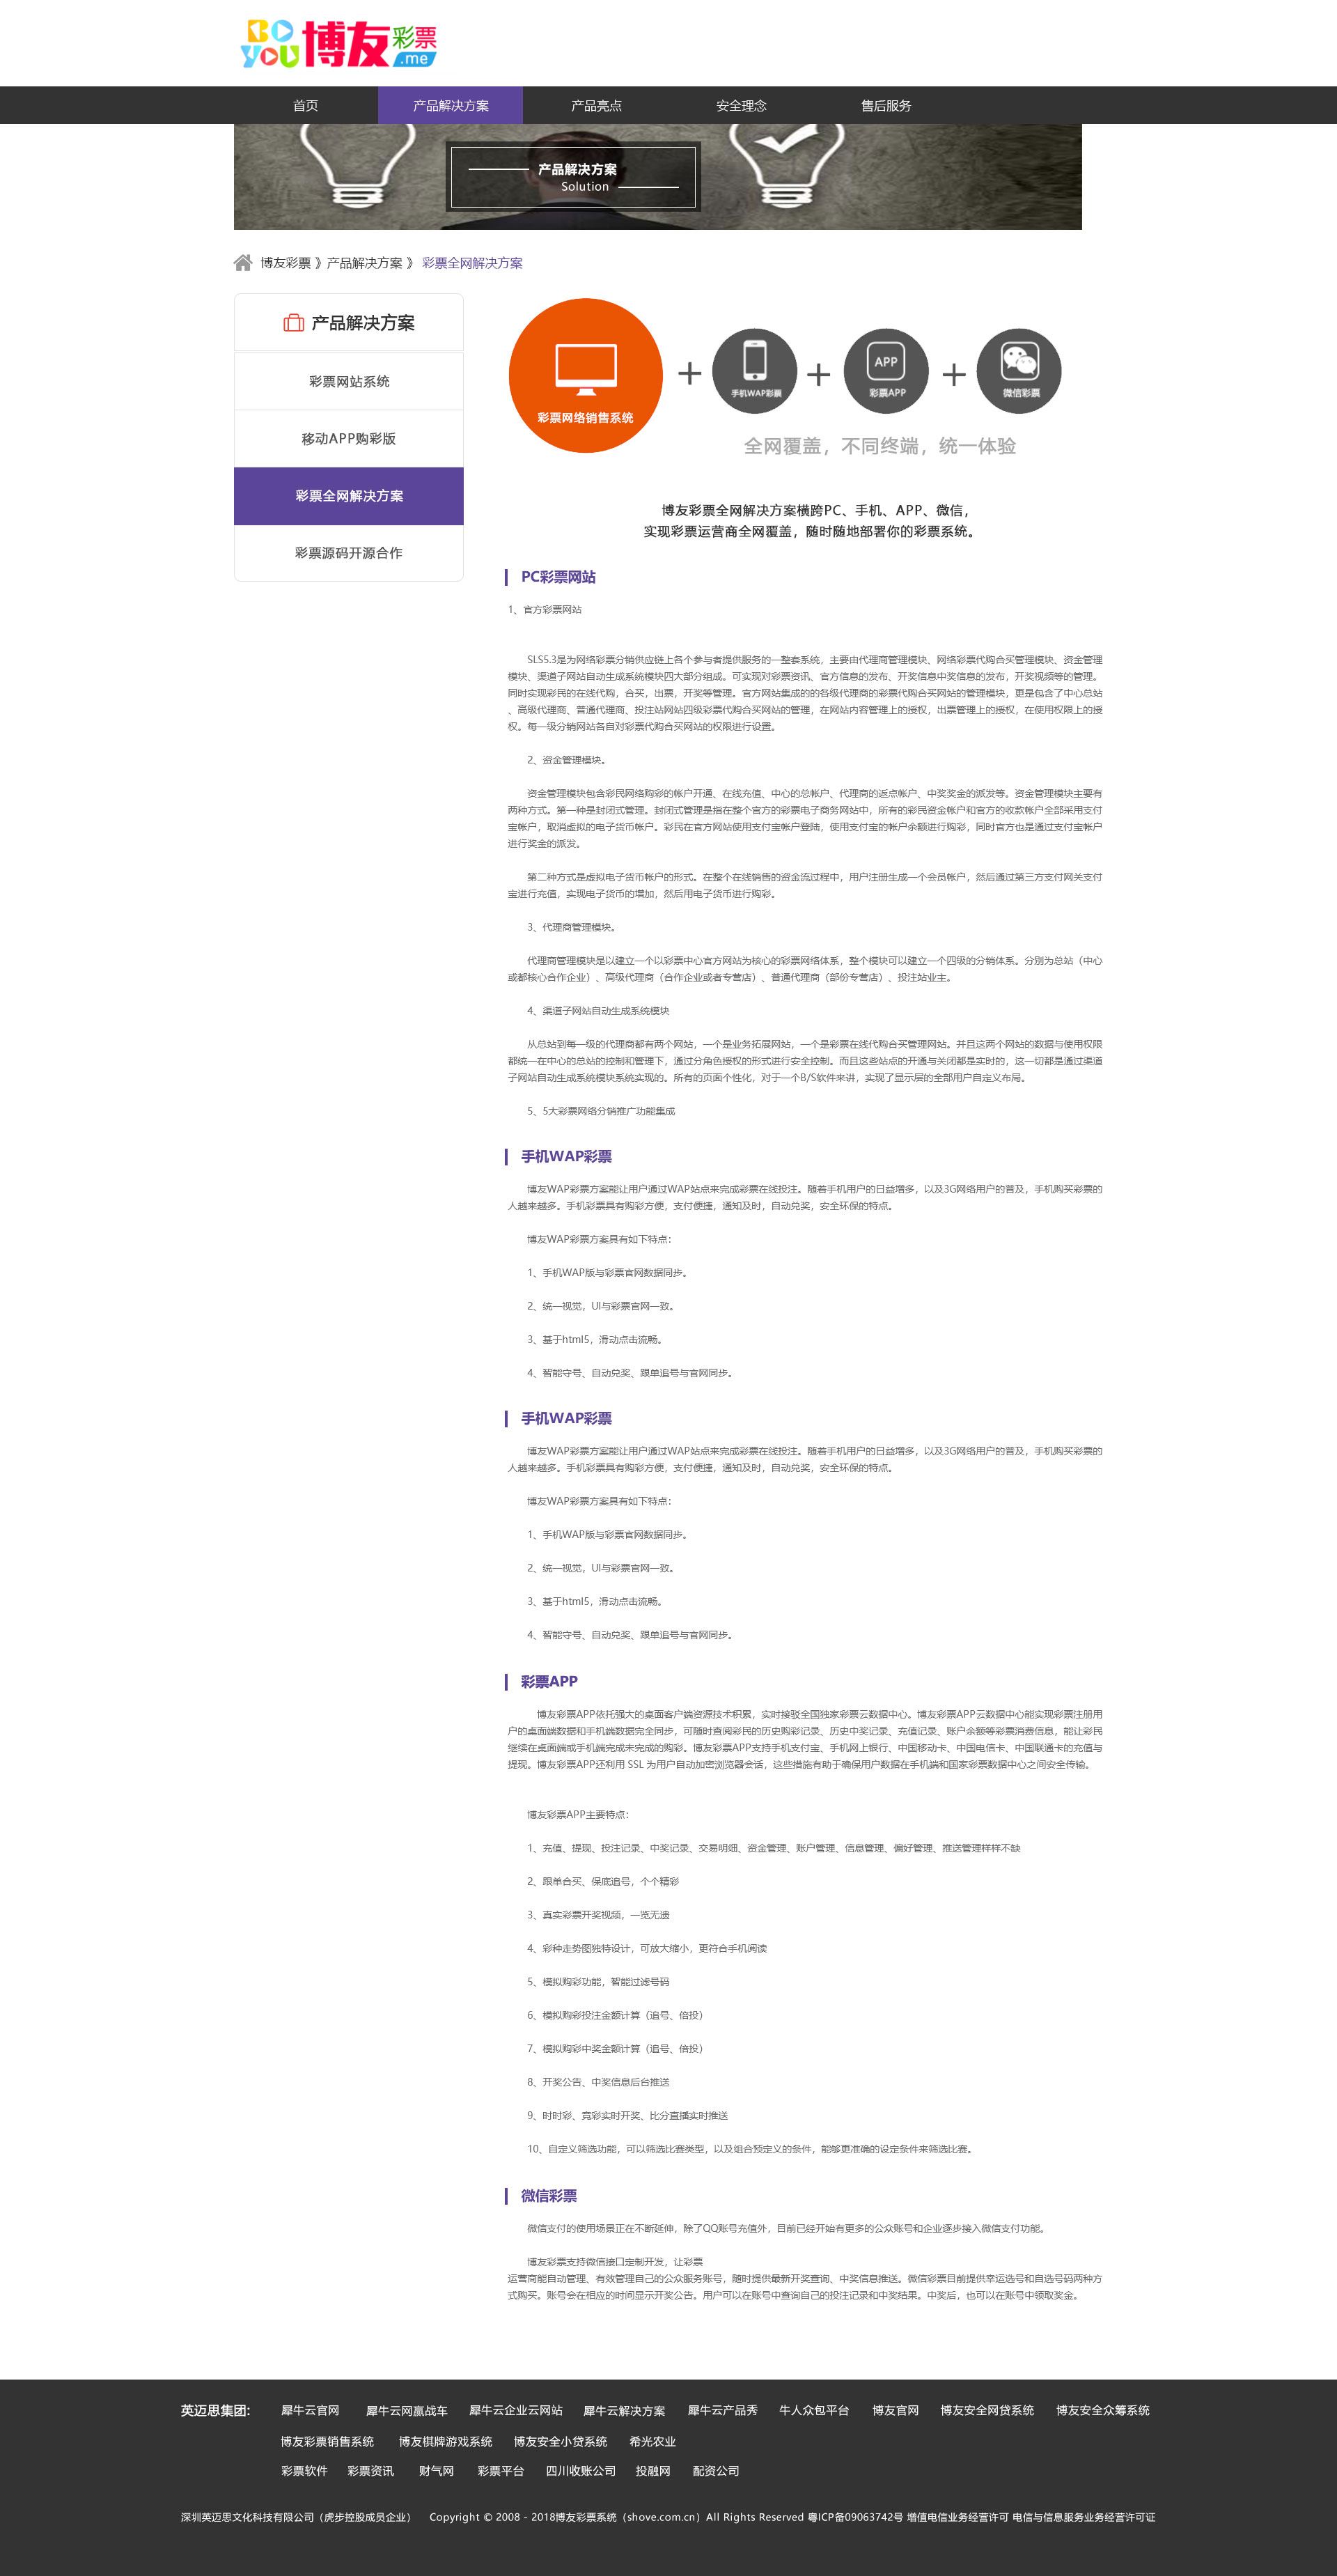 BO
YOU博友彩票
.me
首页 产品解决方案 产品亮点 安全理念 售后服务
产品解决方案
Solution
博友彩票 》产品解决方案 》 彩票全网解决方案
产品解决方案
彩票网站系统
移动APP购彩版
彩票全网解决方案
彩票源码开源合作
彩票网络销售系统
手机WAP彩票
APP
彩票APP
微信彩票
全网覆盖，不同终端，统一体验
博友彩票全网解决方案横跨PC、手机、APP、微信，
实现彩票运营商全网覆盖，随时随地部署你的彩票系统。
PC彩票网站
1、官方彩票网站
SLS5.3是为网络彩票分销供应链上各个参与者提供服务的一整套系统，主要由代理商管理模块、网络彩票代购合买管理模块、资金管理
模块、渠道子网站自动生成系统模块四大部分组成。可实现对彩票资讯、官方信息的发布、开奖信息中奖信息的发布，开奖视频等的管理。
同时实现彩民的在线代购，合买，出票，开奖等管理。官方网站集成的的各级代理商的彩票代购合买网站的管理模块，更是包含了中心总站
、高级代理商、普通代理商、投注站网站四级彩票代购合买网站的管理，在网站内容管理上的授权，出票管理上的授权，在使用权限上的授
权。每一级分销网站各自对彩票代购合买网站的权限进行设置。
2、资金管理模块。
资金管理模块包含彩民网络购彩的帐户开通、在线充值、中心的总帐户、代理商的返点帐户、中奖奖金的派发等。资金管理模块主要有
两种方式。第一种是封闭式管理。封闭式管理是指在整个官方的彩票电子商务网站中，所有的彩民资金帐户和官方的收款帐户全部采用支付
宝帐户，取消虚拟的电子货币帐户。彩民在官方网站使用支付宝帐户登陆，使用支付宝的帐户余额进行购彩，同时官方也是通过支付宝帐户
进行奖金的派发。
第二种方式是虚拟电子货币帐户的形式。在整个在线销售的资金流过程中，用户注册生成一个会员帐户，然后通过第三方支付网关支付
宝进行充值，实现电子货币的增加，然后用电子货币进行购彩。
3、代理商管理模块。
代理商管理模块是以建立一个以彩票中心官方网站为核心的彩票网络体系，整个模块可以建立一个四级的分销体系。分别为总站（中心
或都核心合作企业）、高级代理商（合作企业或者专营店）、普通代理商（部份专营店）、投注站业主。
4、渠道子网站自动生成系统模块
从总站到每一级的代理商都有两个网站，一个是业务拓展网站，一个是彩票在线代购合买管理网站。并且这两个网站的数据与使用权限
都统一在中心的总站的控制和管理下，通过分角色授权的形式进行安全控制。而且这些站点的开通与关闭都是实时的，这一切都是通过渠道
子网站自动生成系统模块系统实现的。所有的页面个性化，对于一个B/S软件来讲，实现了显示层的全部用户自定义布局。
5、5大彩票网络分销推广功能集成
手机WAP彩票
博友WAP彩票方案能让用户通过WAP站点来完成彩票在线投注。随着手机用户的日益增多，以及3G网络用户的普及，手机购买彩票的
人越来越多。手机彩票具有购彩方便，支付便捷，通知及时，自动兑奖，安全环保的特点。
博友WAP彩票方案具有如下特点：
1、手机WAP版与彩票官网数据同步。
2、统一视觉，UI与彩票官网一致。
3、基于html5，滑动点击流畅。
4、智能守号、自动兑奖、跟单追号与官网同步。
手机WAP彩票
博友WAP彩票方案能让用户通过WAP站点来完成彩票在线投注。随着手机用户的日益增多，以及3G网络用户的普及，手机购买彩票的
人越来越多。手机彩票具有购彩方便，支付便捷，通知及时，自动兑奖，安全环保的特点。
博友WAP彩票方案具有如下特点：
1、手机WAP版与彩票官网数据同步。
2、统一视觉，UI与彩票官网一致。
3、基于html5，滑动点击流畅。
4、智能守号、自动兑奖、跟单追号与官网同步。
彩票APP
博友彩票APP依托强大的桌面客户端资源技术积累，实时接驳全国独家彩票云数据中心。博友彩票APP云数据中心能实现彩票注册用
户的桌面端数据和手机端数据完全同步，可随时查阅彩民的历史购彩记录、历史中奖记录、充值记录、账户余额等彩票消费信息，能让彩民
继续在桌面端或手机端完成未完成的购彩。博友彩票APP支持手机支付宝、手机网上银行、中国移动卡、中国电信卡、中国联通卡的充值与
提现。博友彩票APP还利用 SSL 为用户自动加密浏览器会话，这些措施有助于确保用户数据在手机端和国家彩票数据中心之间安全传输。
博友彩票APP主要特点：
1、充值、提现、投注记录、中奖记录、交易明细、资金管理、账户管理、信息管理、偏好管理、推送管理样样不缺
2、跟单合买、保底追号，个个精彩
3、真实彩票开奖视频，一览无遗
4、彩种走势图独特设计，可放大缩小，更符合手机阅读
5、模拟购彩功能，智能过滤号码
6、模拟购彩投注金额计算（追号、倍投）
7、模拟购彩中奖金额计算（追号、倍投）
8、开奖公告、中奖信息后台推送
9、时时彩、竞彩实时开奖、比分直播实时推送
10、自定义筛选功能，可以筛选比赛类型，以及组合预定义的条件，能够更准确的设定条件来筛选比赛。
微信彩票
微信支付的使用场景正在不断延伸，除了QQ账号充值外，目前已经开始有更多的公众账号和企业逐步接入微信支付功能。
博友彩票支持微信接口定制开发，让彩票
运营商能自动管理、有效管理自己的公众服务账号，随时提供最新开奖查询、中奖信息推送。微信彩票目前提供幸运选号和自选号码两种方
式购买。账号会在相应的时间显示开奖公告。用户可以在账号中查询自己的投注记录和中奖结果。中奖后，也可以在账号中领取奖金。
英迈思集团: 犀牛云官网 犀牛云网赢战车 犀牛云企业云网站 犀牛云解决方案 犀牛云产品秀 牛人众包平台 博友官网 博友安全网贷系统 博友安全众筹系统
博友彩票销售系统 博友棋牌游戏系统 博友安全小贷系统 希光农业
彩票软件 彩票资讯 财气网 彩票平台 四川收账公司 投融网 配资公司
深圳英迈思文化科技有限公司（虎步控股成员企业） Copyright © 2008 - 2018博友彩票系统（shove.com.cn）All Rights Reserved 粤ICP备09063742号 增值电信业务经营许可 电信与信息服务业务经营许可证